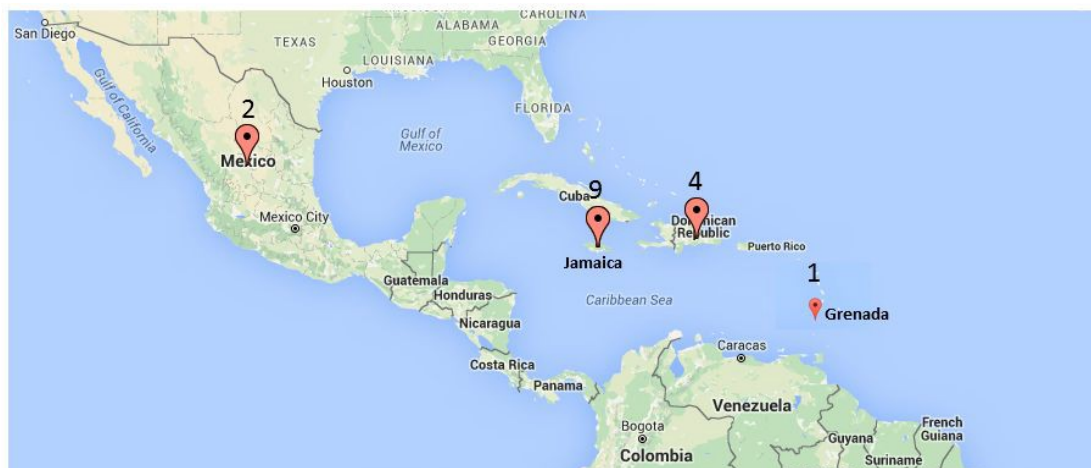 San Diego
TEXAS
ALABAMA
CAROLINA
GEORGIA
LOUISIANA
Houston
Gulf of California
FLORIDA
2
Mexico
Gulf of
Mexico
Mexico City
Cuba
9
4
Dominican
Republic
Puerto Rico
Jamaica
Guatemala
Honduras
Caribbean Sea
1
Grenada
Nicaragua
Costa Rica
Panama
Caracas
Venezuela
Bogota
Colombia
Guyana
French
Guiana
Suriname